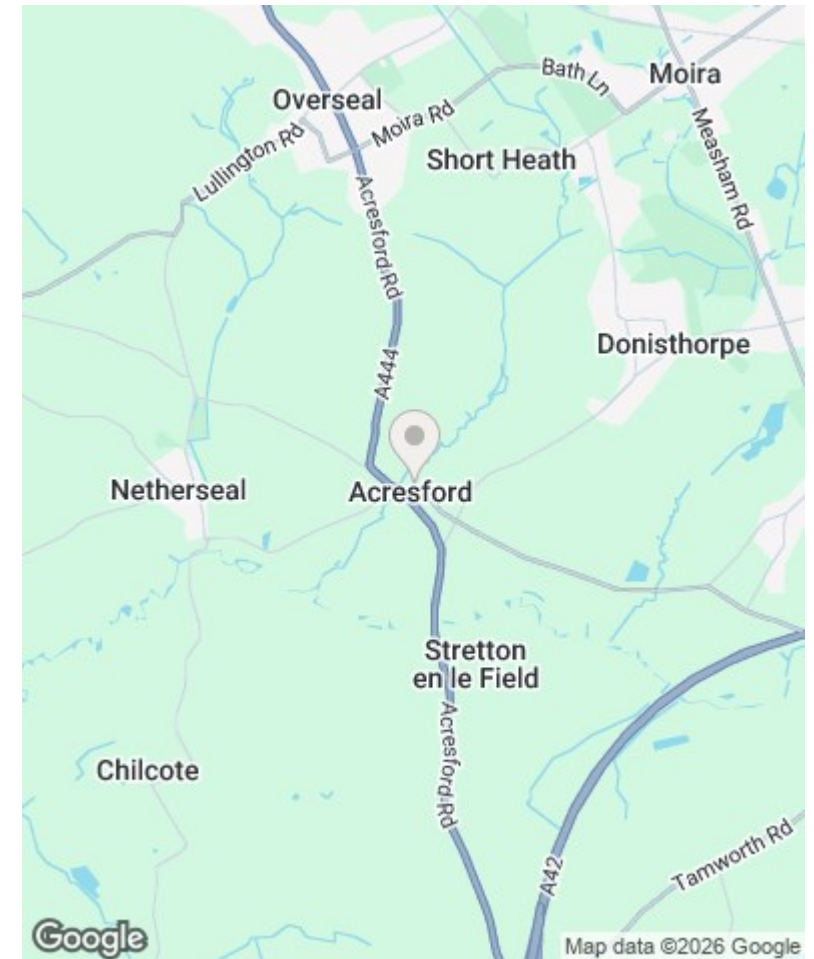 Bath Ln
Moira
Overseal
Moira Rd
Measham Rd
Lullington Rd
Short Heath
Acresford Rd
Donisthorpe
A444
Netherseal
Acresford
Stretton
en le Field
Acresford Rd
Chilcote
Tamworth Rd
A42
Google
Map data ©2026 Google